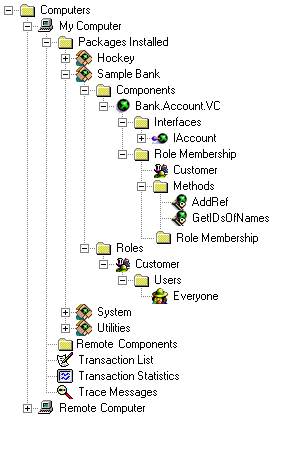 Computers
My Computer
Packages Installed
Hockey
Sample Bank
Components
Bank.Account.VC
Interfaces
IAccount
Role Membership
Customer
Methods
AddRef
GetIDsOfNames
Role Membership
Roles
Customer
Users
Everyone
System
Utilities
Remote Components
Transaction List
Transaction Statistics
Trace Messages
Remote Computer